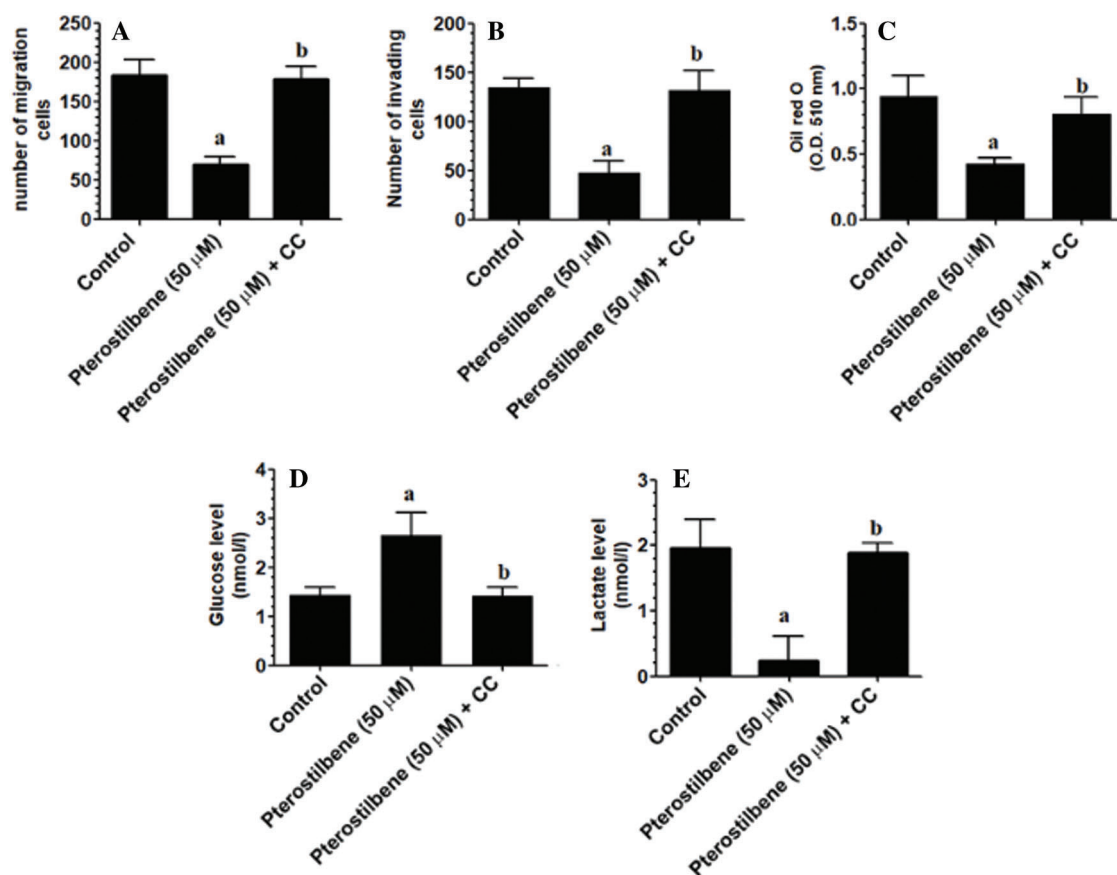 A
number of migration
cells
250
200
150
100
50
0
a
b
Control
Pterostilbene (50 μM)
Pterostilbene (50 μM) + CC
B
Number of invading
cells
200
150
100
50
0
a
b
Control
Pterostilbene (50 μM)
Pterostilbene (50 μM) + CC
C
Oil red O
(O.D. 510 nm)
1.5
1.0
0.5
0.0
a
b
Control
Pterostilbene (50 μM)
Pterostilbene (50 μM) + CC
D
Glucose level
(nmol/l)
4
3
2
1
0
a
b
Control
Pterostilbene (50 μM)
Pterostilbene (50 μM) + CC
E
Lactate level
(nmol/l)
3
2
1
0
a
b
Control
Pterostilbene (50 μM)
Pterostilbene (50 μM) + CC